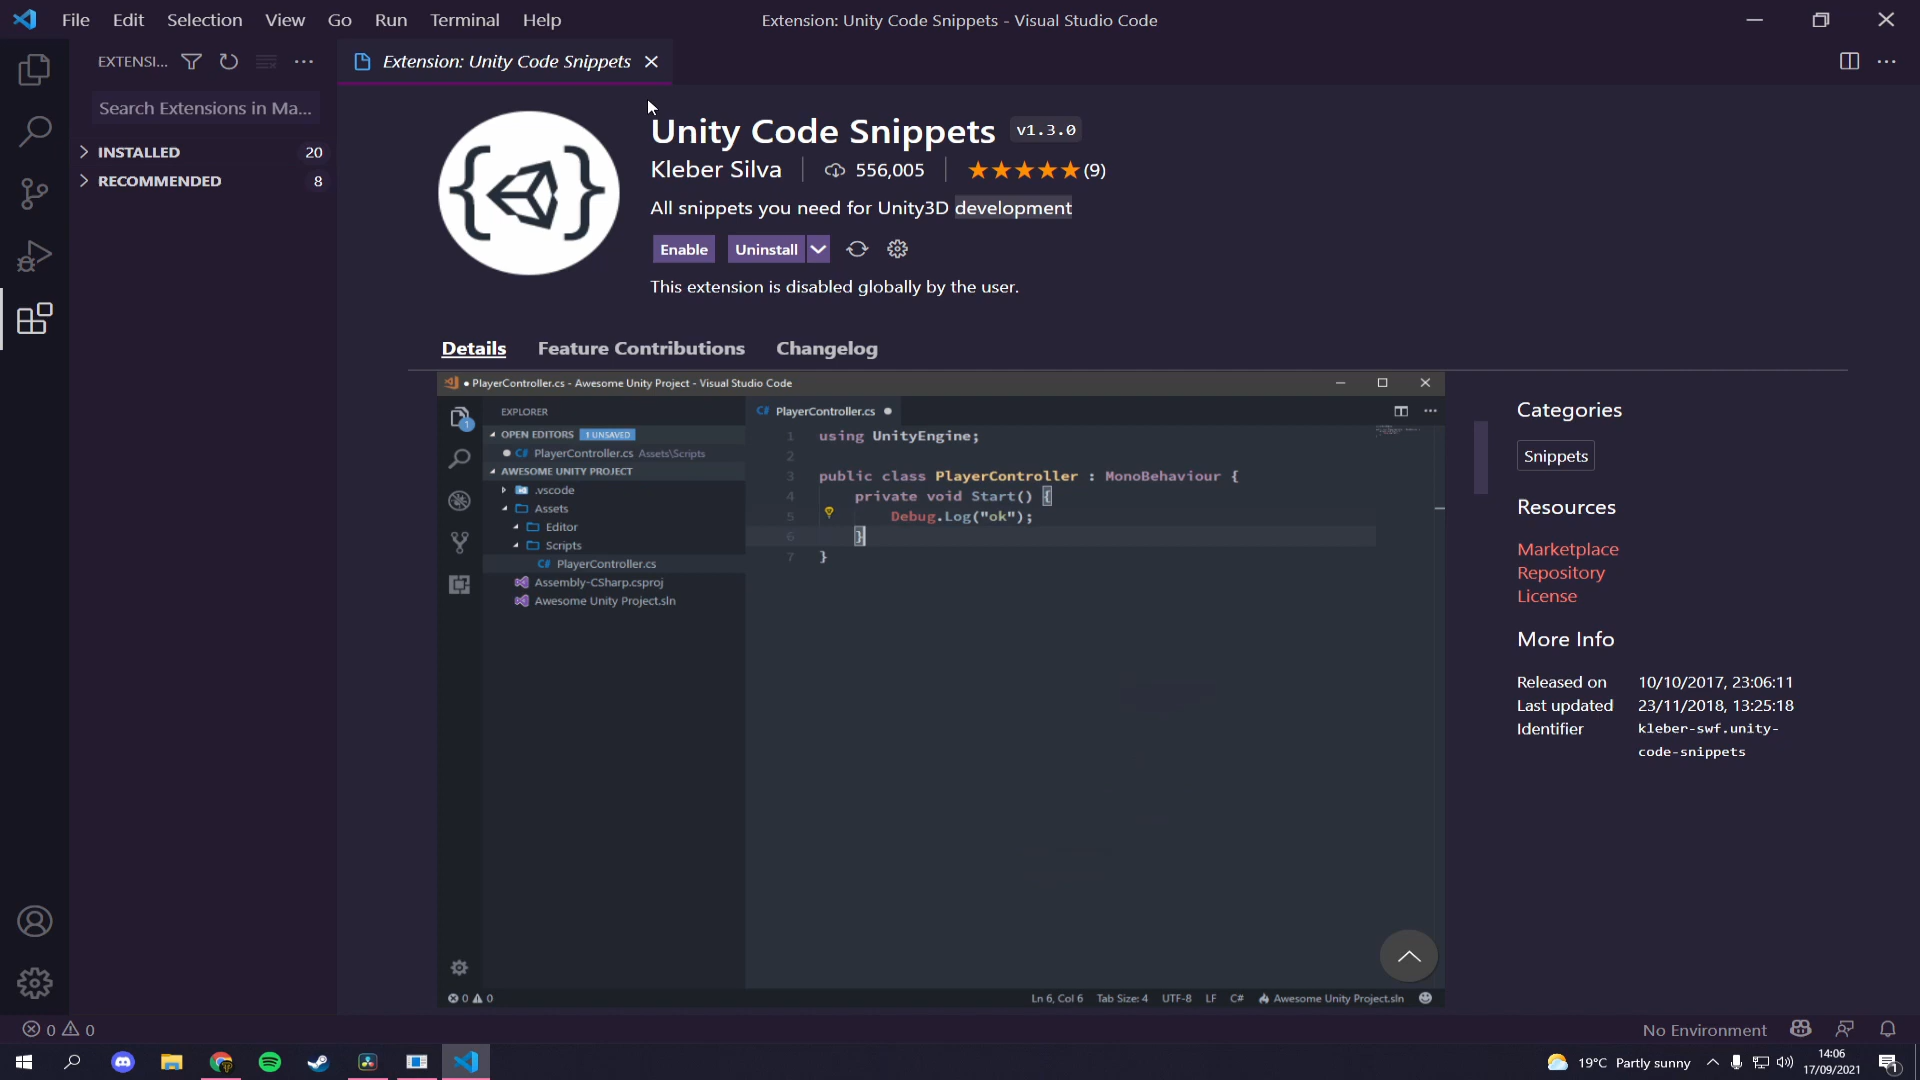 File Edit Selection View Go Run Terminal Help
Extension: Unity Code Snippets - Visual Studio Code
EXTENSI...
Extension: Unity Code Snippets
Search Extensions in Ma...
INSTALLED 20
RECOMMENDED 8
Unity Code Snippets v1.3.0
Kleber Silva 556,005 (9)
All snippets you need for Unity3D development
Enable Uninstall
This extension is disabled globally by the user.
Details Feature Contributions Changelog
PlayerController.cs - Awesome Unity Project - Visual Studio Code
EXPLORER
OPEN EDITORS 1 UNSAVED
PlayerController.cs Assets\Scripts
AWESOME UNITY PROJECT
.vscode
Assets
Editor
Scripts
PlayerController.cs
Assembly-CSharp.csproj
Awesome Unity Project.sln
1
PlayerController.cs
1 using UnityEngine;
2
3 public class PlayerController : MonoBehaviour {
4 private void Start() {
5 Debug.Log("ok");
6 }
7 }
0 0
Ln 6, Col 6 Tab Size: 4 UTF-8 LF C# Awesome Unity Project.sln
Categories
Snippets
Resources
Marketplace
Repository
License
More Info
Released on 10/10/2017, 23:06:11
Last updated 23/11/2018, 13:25:18
Identifier kleber-swf.unity-
code-snippets
0 0
No Environment
19°C Partly sunny
14:06
17/09/2021
1